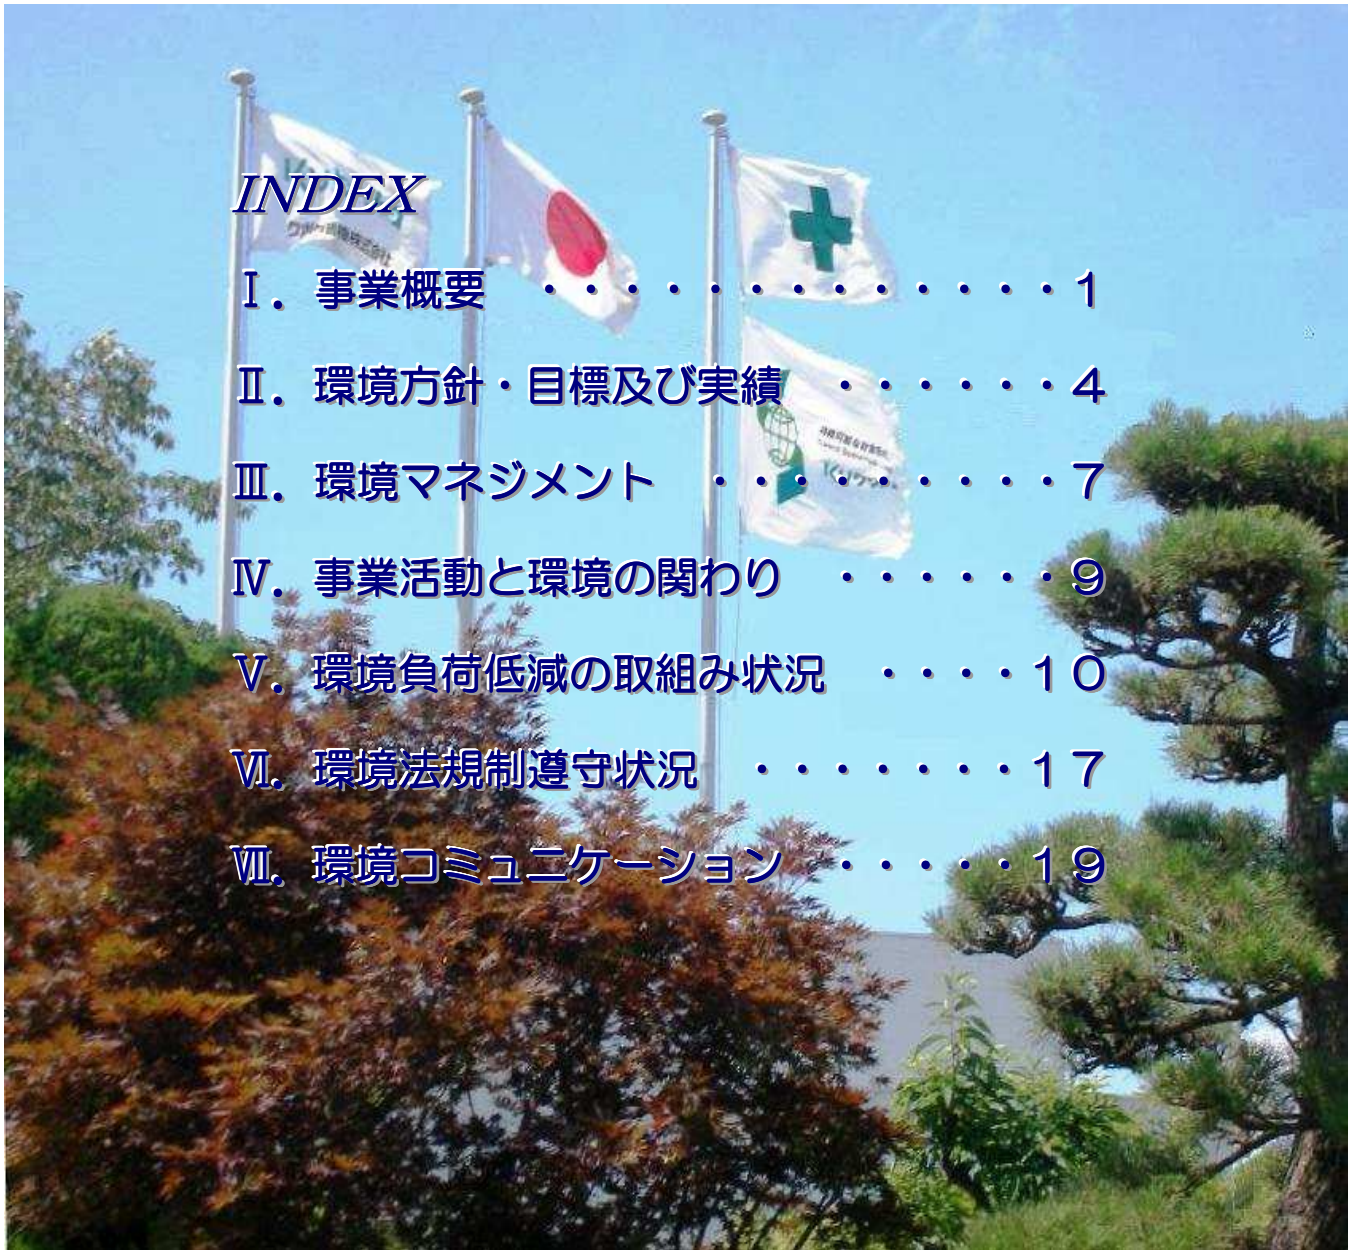 INDEX
Ⅰ．事業概要　・・・・・・・・・・・・・１
Ⅱ．環境方針・目標及び実績　・・・・・・４
Ⅲ．環境マネジメント　・・・・・・・・・７
Ⅳ．事業活動と環境の関わり　・・・・・・９
Ⅴ．環境負荷低減の取組み状況　・・・・１０
Ⅵ．環境法規制遵守状況　・・・・・・・１７
Ⅶ．環境コミュニケーション　・・・・・１９